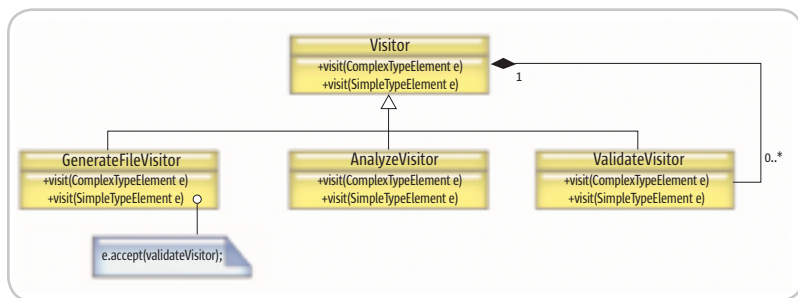 Visitor
+visit(ComplexTypeElement e)
+visit(SimpleTypeElement e)
1
0..*
GenerateFileVisitor
+visit(ComplexTypeElement e)
+visit(SimpleTypeElement e)
AnalyzeVisitor
+visit(ComplexTypeElement e)
+visit(SimpleTypeElement e)
ValidateVisitor
+visit(ComplexTypeElement e)
+visit(SimpleTypeElement e)
e.accept(validateVisitor);